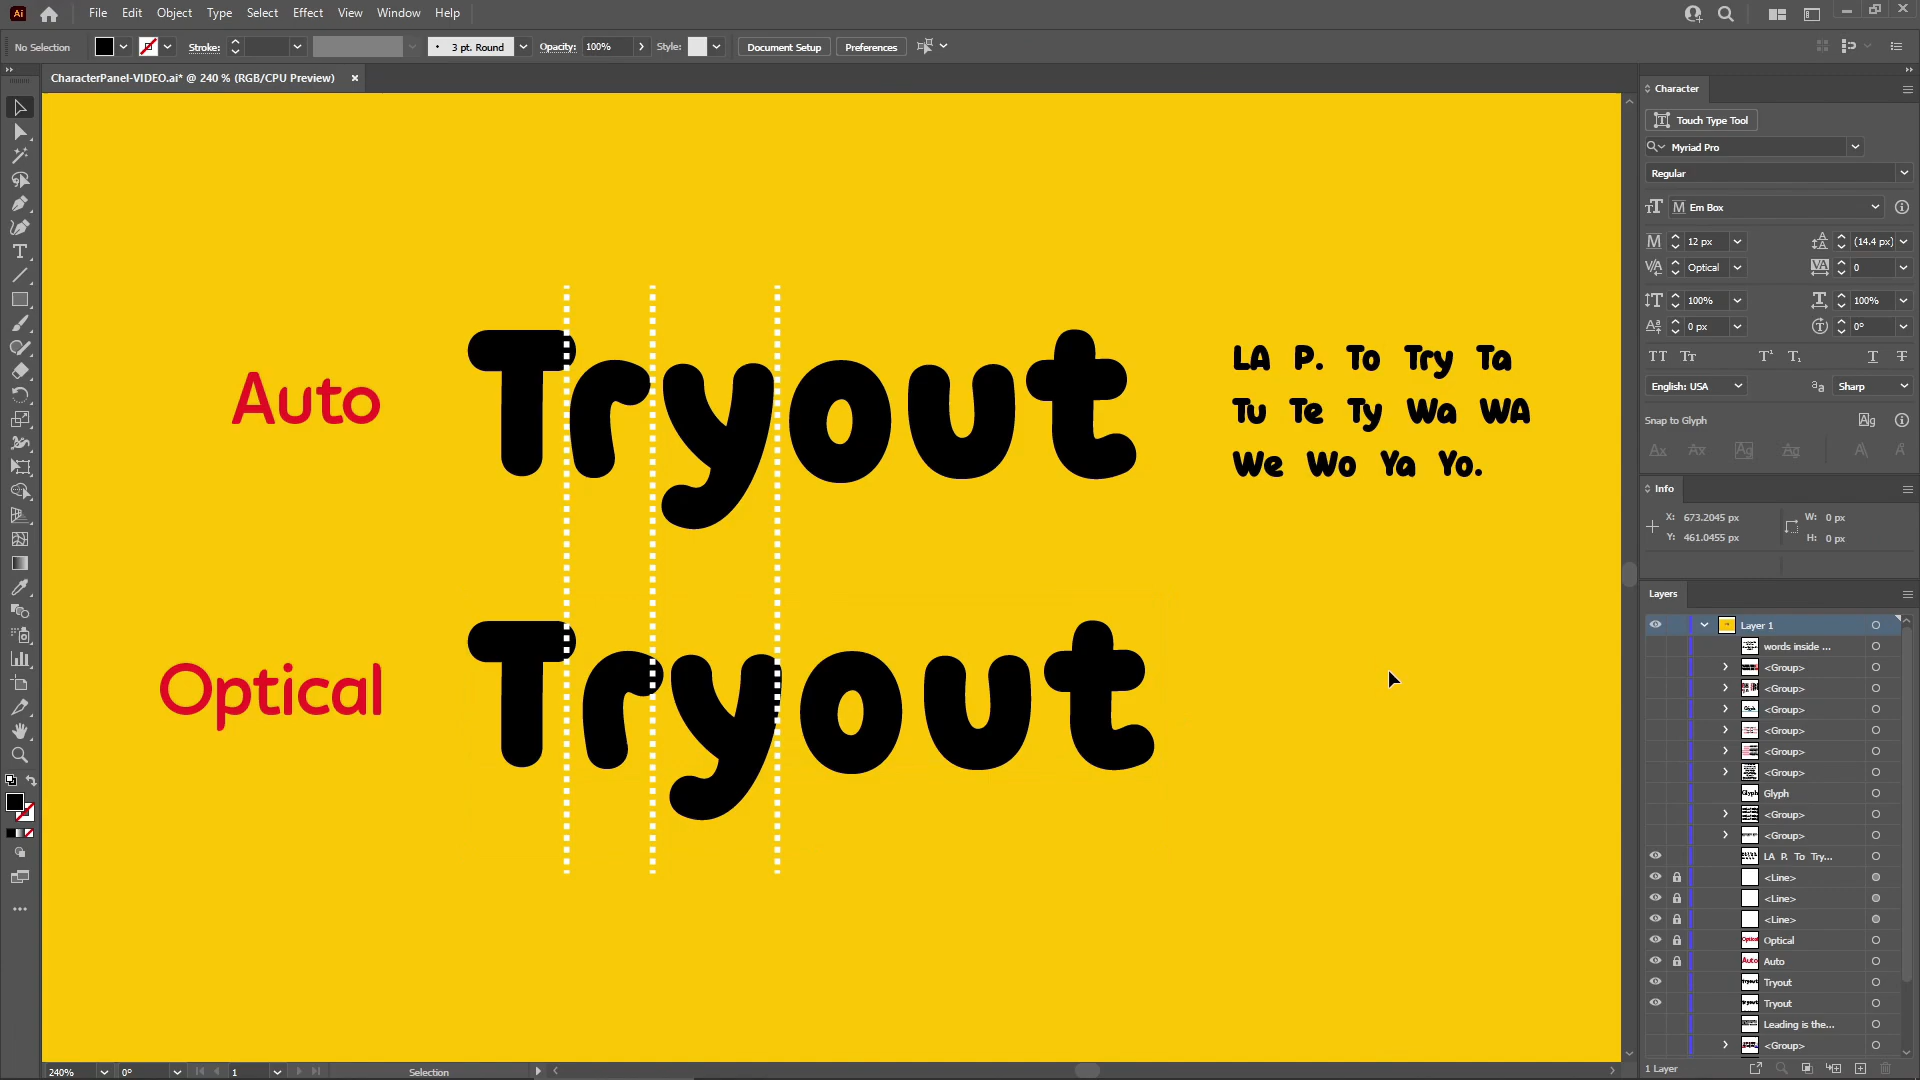 Ai File Edit Object Type Select Effect View Window Help
No Selection Stroke: 3 pt. Round Opacity: 100% Style: Document Setup Preferences
CharacterPanel-VIDEO.ai* @ 240 % (RGB/CPU Preview) ×
Auto
Tryout
LA P. To Try Ta
Tu Te Ty Wa WA
We Wo Ya Yo.
Optical
Tryout
Character
Touch Type Tool
Myriad Pro
Regular
Em Box
12 px (14.4 px)
Optical 0
100% 100%
0 px 0°
English: USA Sharp
Snap to Glyph
Info
X: 673.2045 px W: 0 px
Y: 461.0455 px H: 0 px
Layers
Layer 1
words inside ...
<Group>
<Group>
<Group>
<Group>
<Group>
<Group>
Glyph
<Group>
<Group>
LA P. To Try...
<Line>
<Line>
<Line>
Optical
Auto
Tryout
Tryout
Leading is the...
<Group>
1 Layer
240% 0° 1 Selection